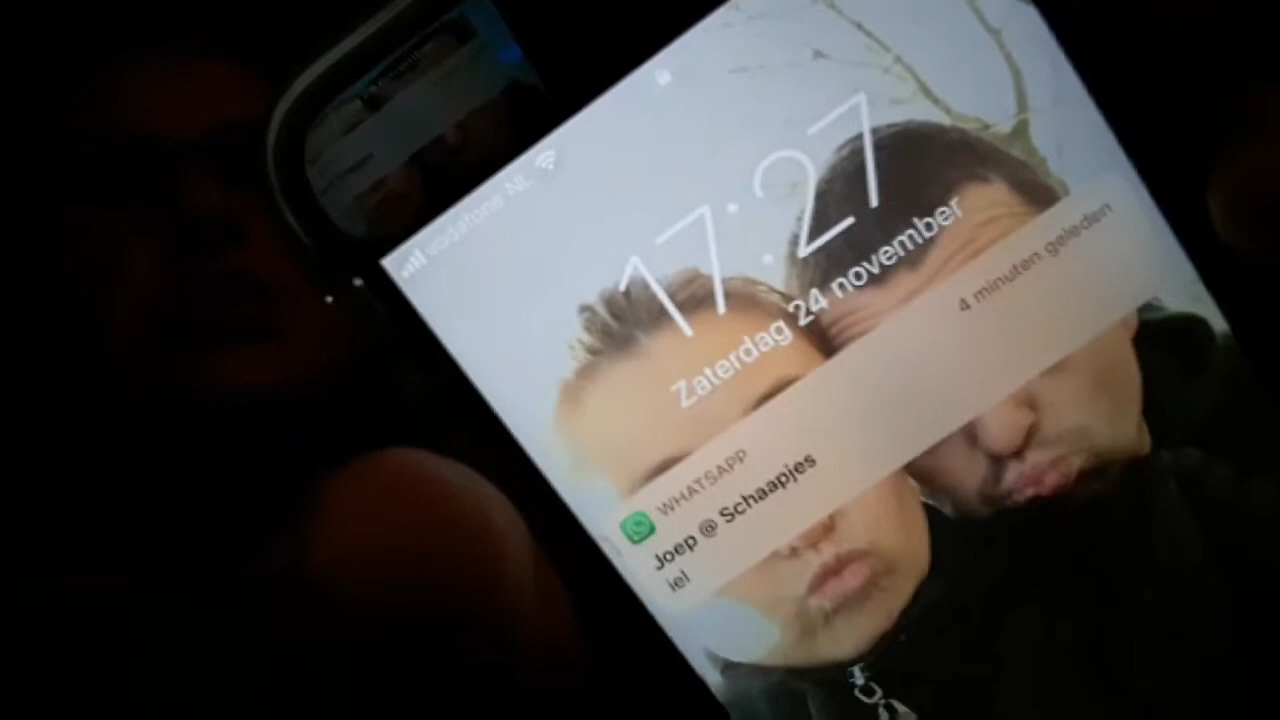 vodafone NL
17:27
Zaterdag 24 november
WHATSAPP 4 minuten geleden
Joep @ Schaapjes
iel